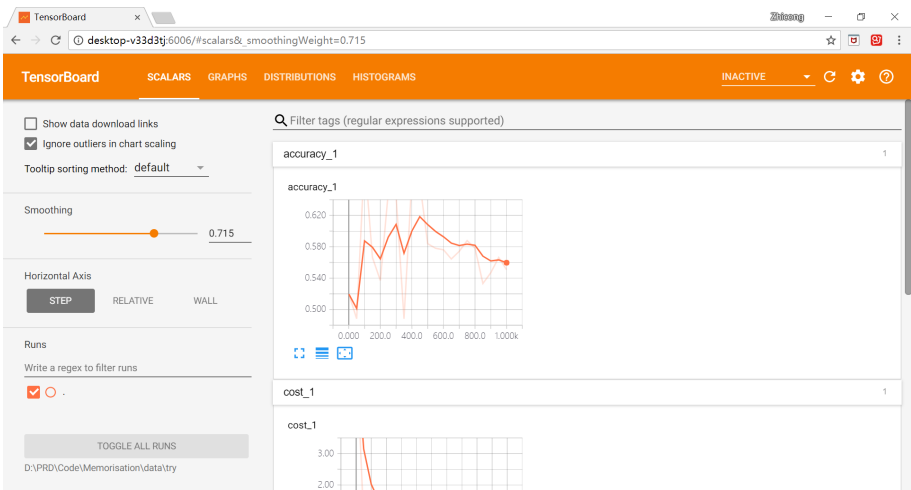 TensorBoard
Zhicong
desktop-v33d3tj:6006/#scalars&_smoothingWeight=0.715
TensorBoard SCALARS GRAPHS DISTRIBUTIONS HISTOGRAMS INACTIVE
Show data download links
Ignore outliers in chart scaling
Tooltip sorting method: default
Smoothing
0.715
Horizontal Axis
STEP RELATIVE WALL
Runs
Write a regex to filter runs
.
TOGGLE ALL RUNS
D:\PRD\Code\Memorisation\data\try
Filter tags (regular expressions supported)
accuracy_1 1
accuracy_1
0.620
0.580
0.540
0.500
0.000 200.0 400.0 600.0 800.0 1.000k
cost_1 1
cost_1
3.00
2.00